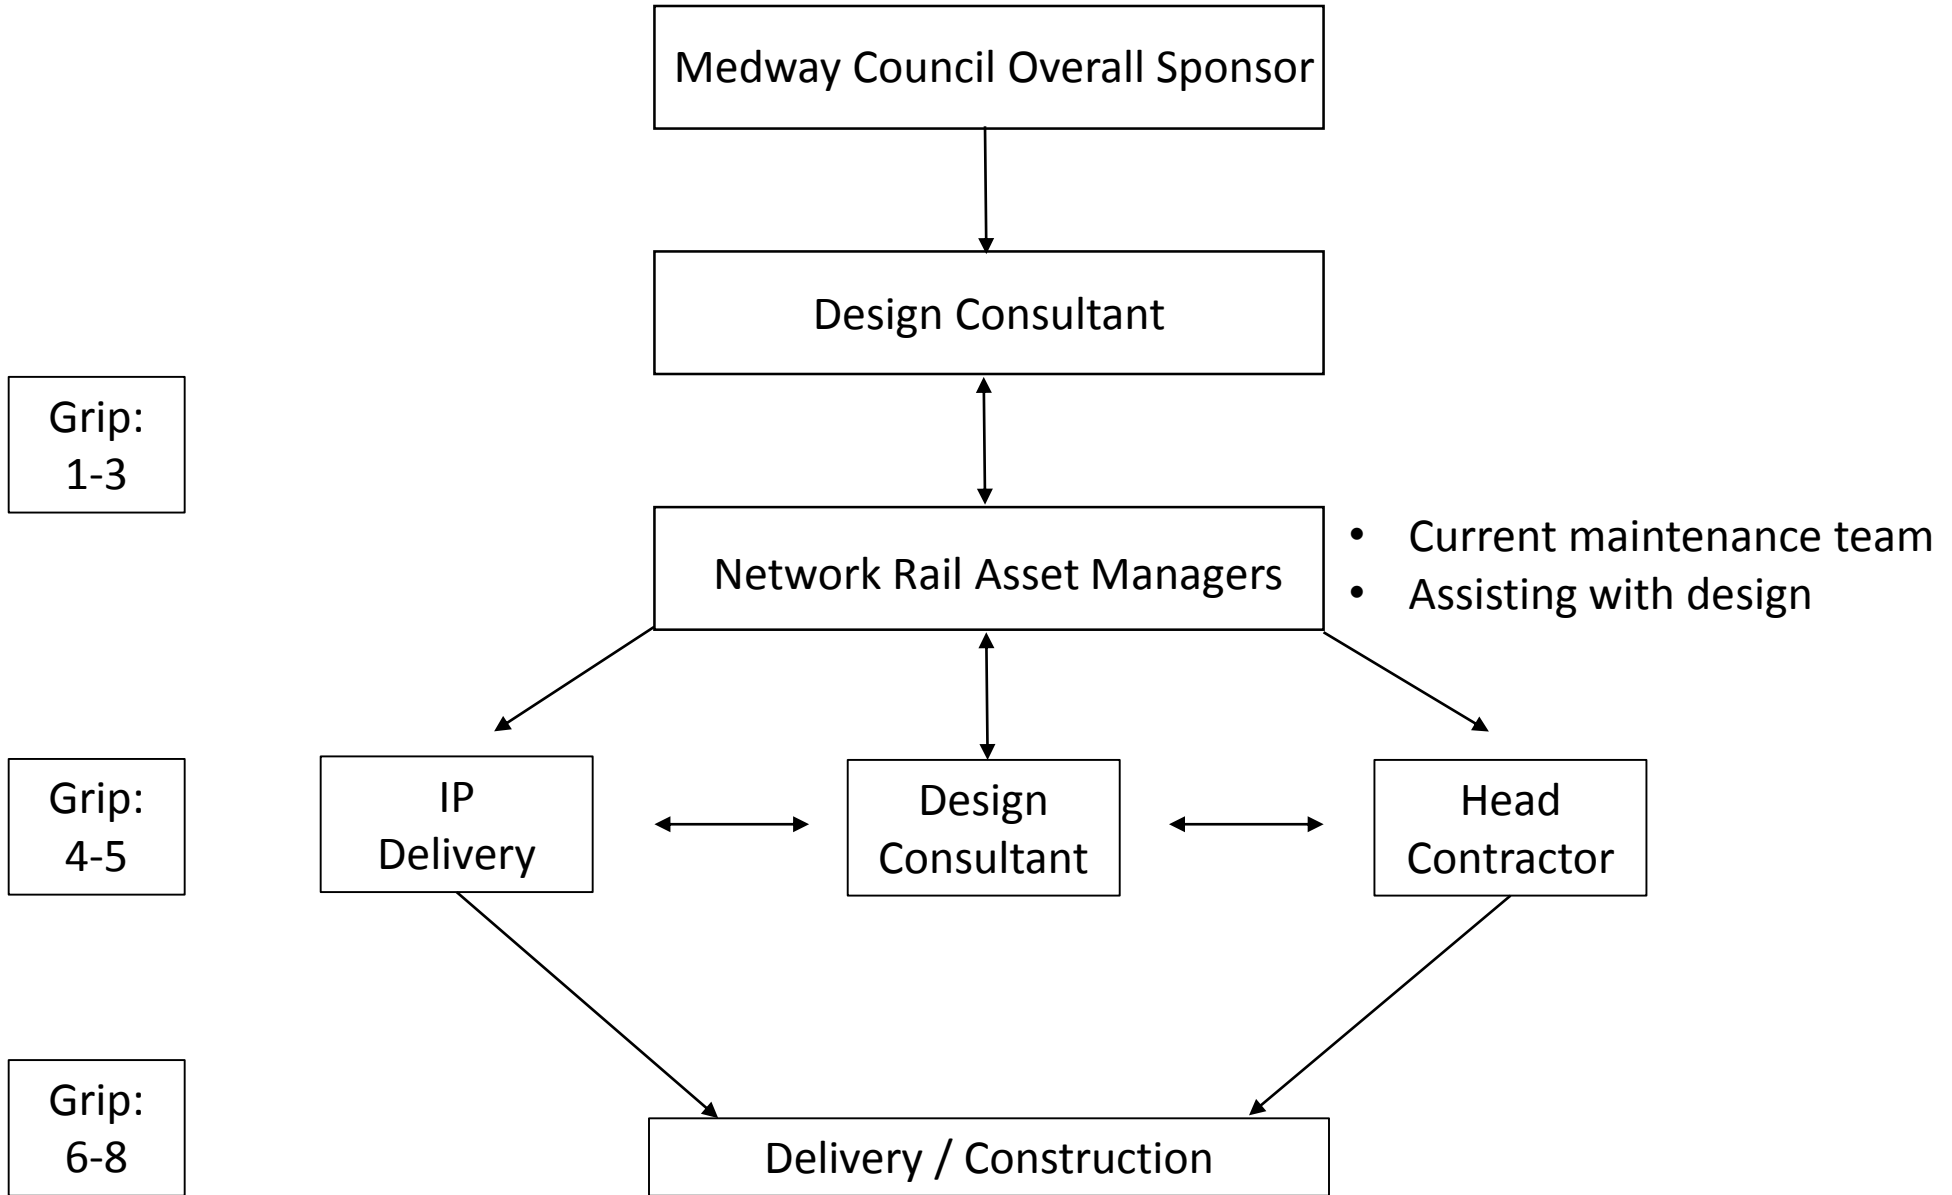 Medway Council Overall Sponsor
Design Consultant
Grip:
1-3
Network Rail Asset Managers
• Current maintenance team
• Assisting with design
Grip:
4-5
IP
Delivery
Design
Consultant
Head
Contractor
Grip:
6-8
Delivery / Construction